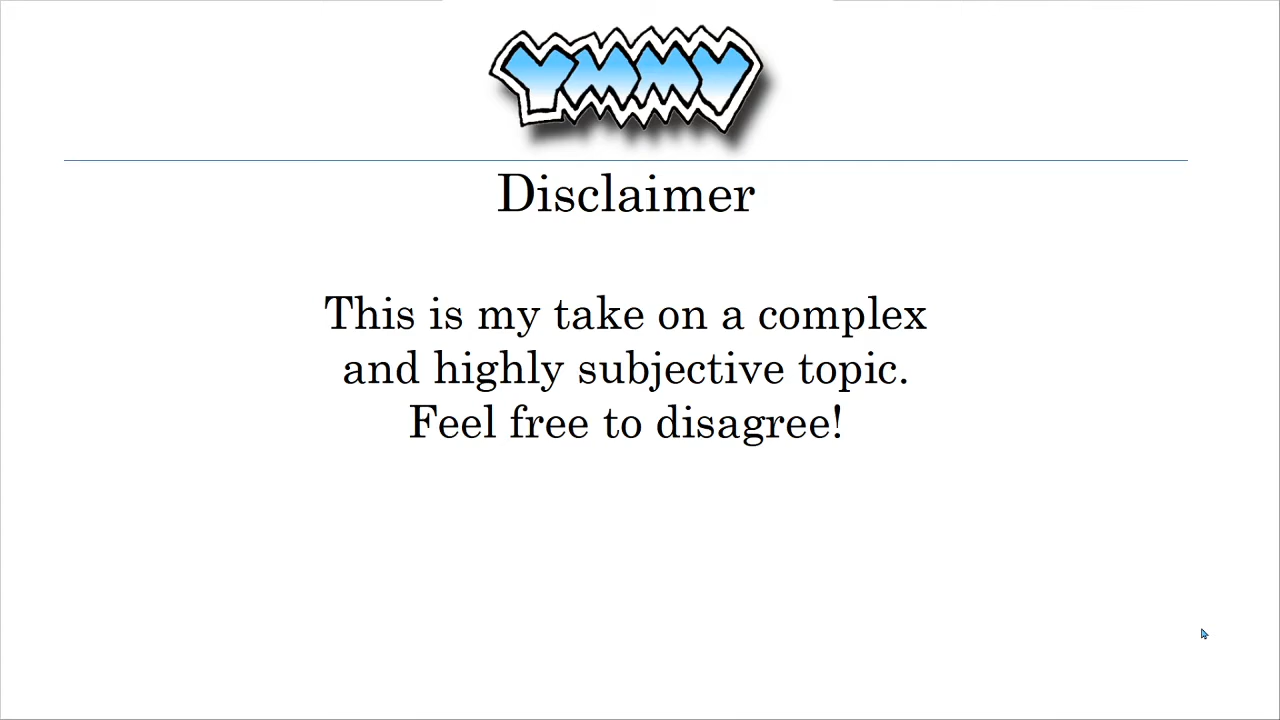 YMMV
Disclaimer
This is my take on a complex
and highly subjective topic.
Feel free to disagree!